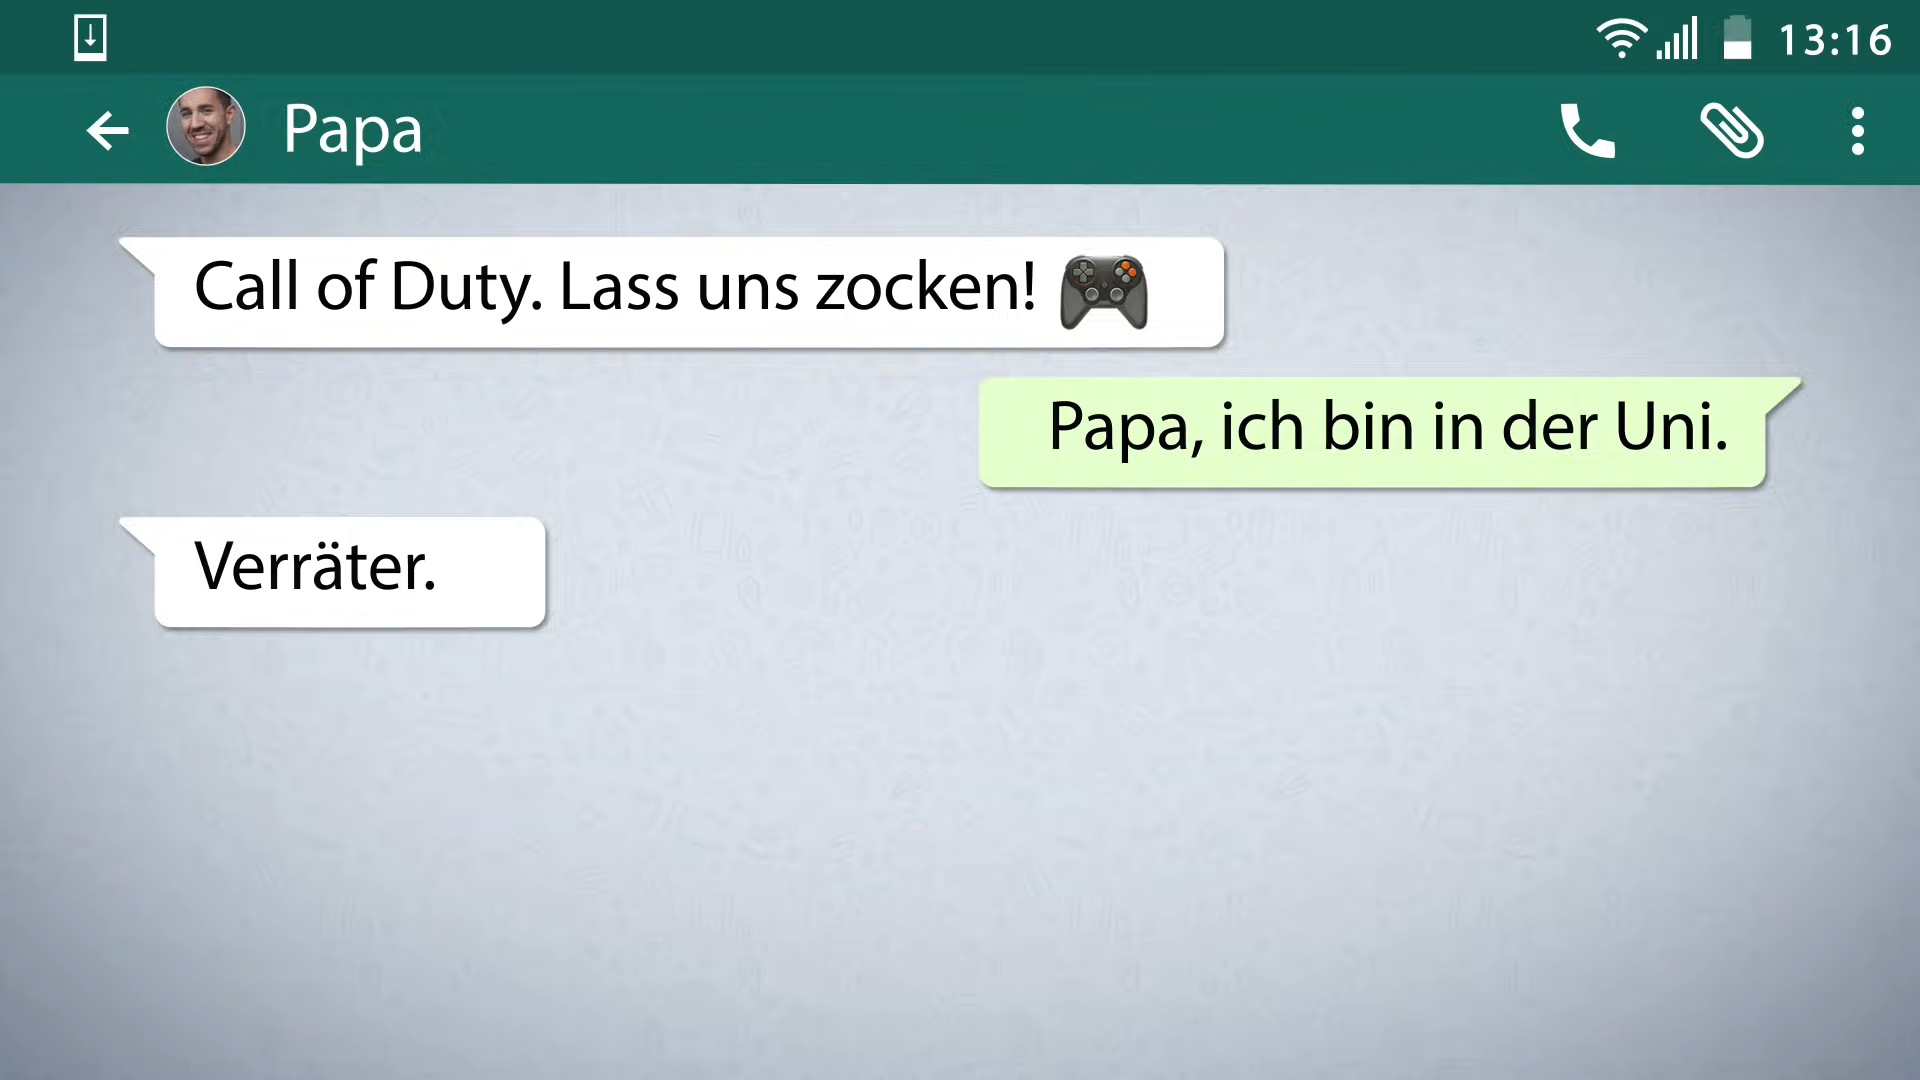 13:16
Papa
Call of Duty. Lass uns zocken! 🎮
Papa, ich bin in der Uni.
Verräter.